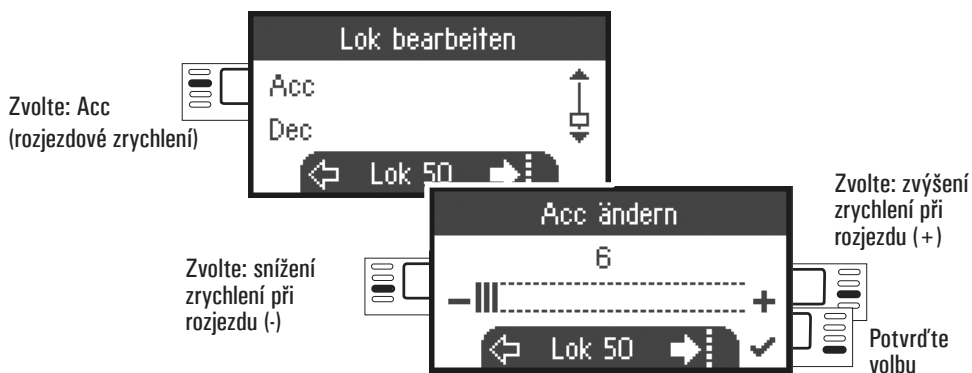 Lok bearbeiten
Zvolte: Acc
(rozjezdové zrychlení)
Acc
Dec
Lok 50
Acc ändern
6
Zvolte: snížení
zrychlení při
rozjezdu (-)
Zvolte: zvýšení
zrychlení při
rozjezdu (+)
− +
Lok 50
Potvrďte
volbu